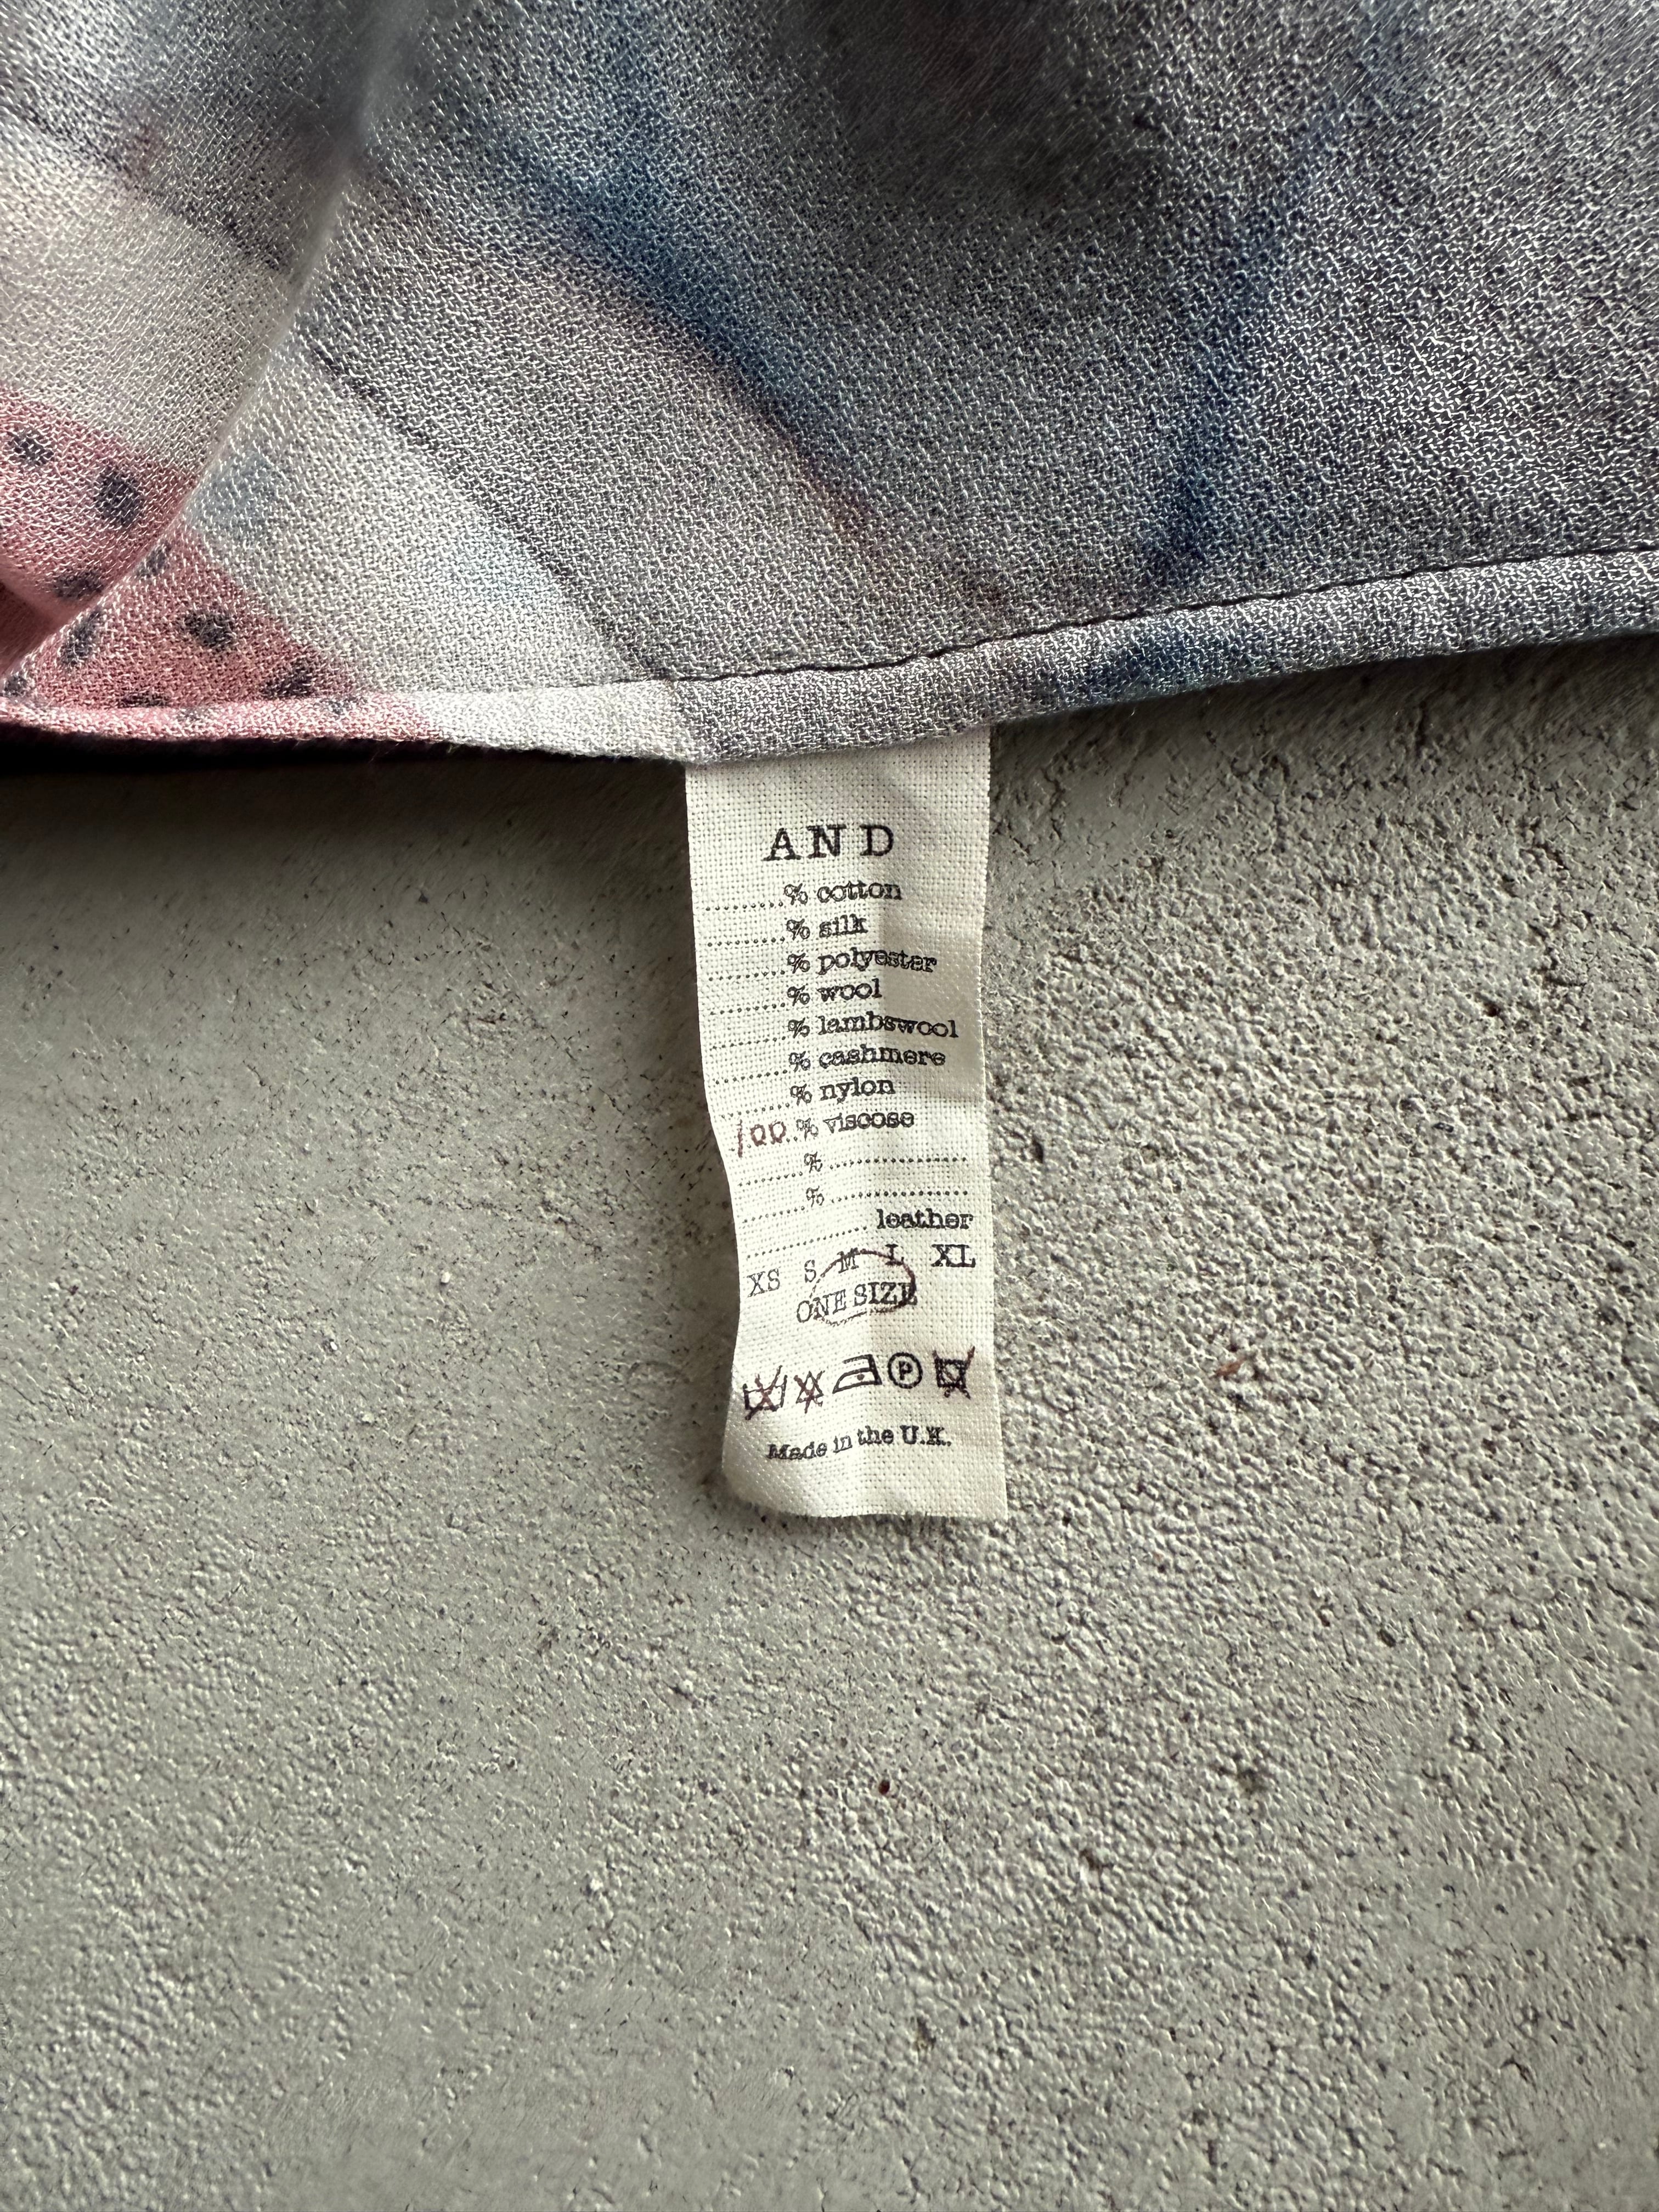 AND
........% cotton
........% silk
........% polyester
........% wool
........% lambswool
........% cashmere
........% nylon
100..% viscose
........%...............
........%...............
............... leather
XS S M L XL
ONE SIZE
P
Made in the U.K.